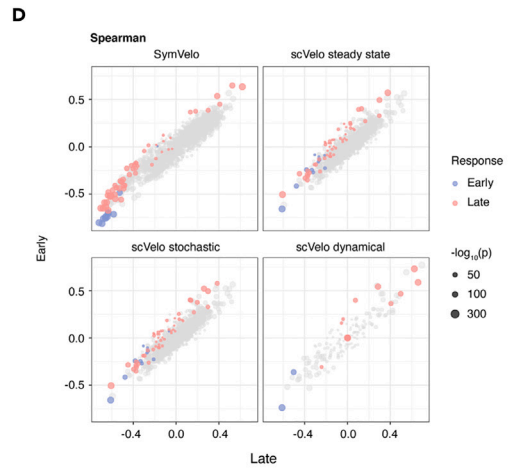 D
Spearman
SymVelo
scVelo steady state
0.5
0.0
-0.5
scVelo stochastic
scVelo dynamical
0.5
0.0
-0.5
-0.4
0.0
0.4
-0.4
0.0
0.4
Early
Late
Response
Early
Late
-log10(p)
50
100
300